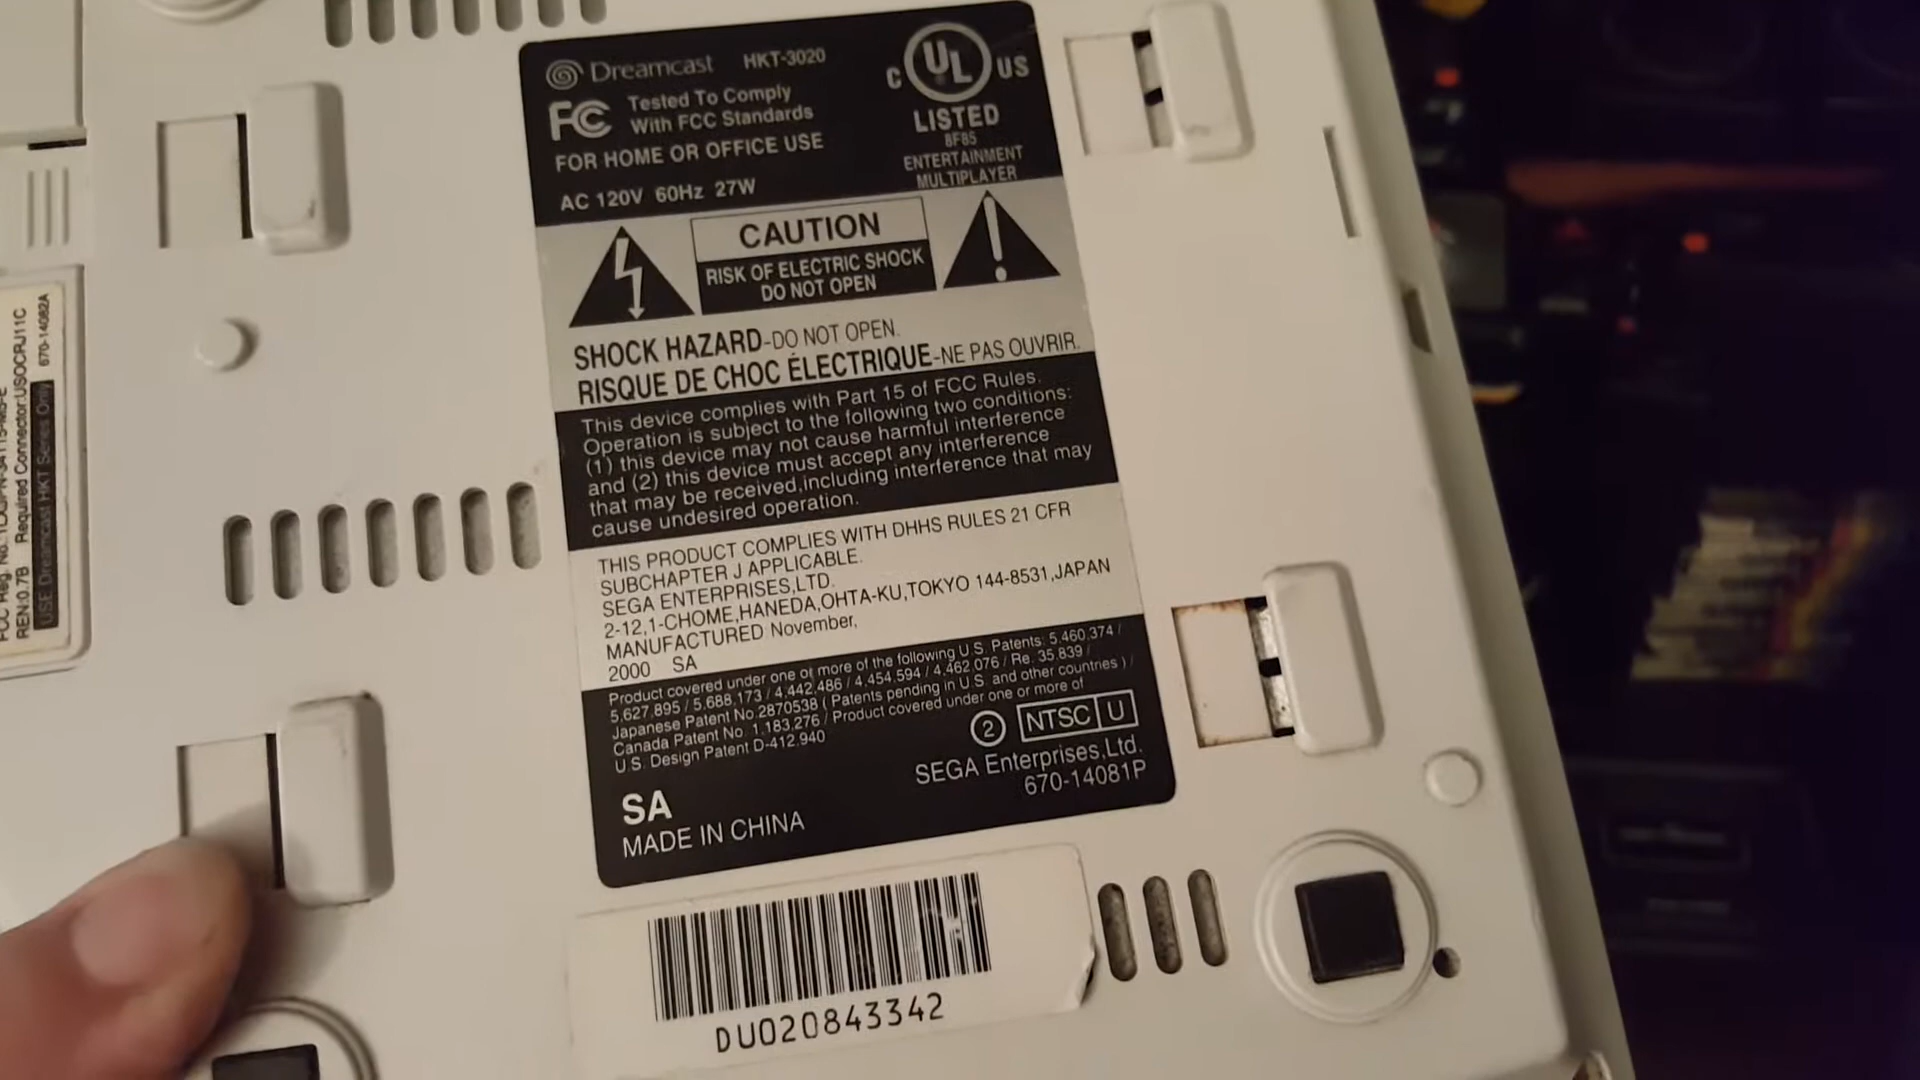 Dreamcast HKT-3020
FC Tested To Comply
With FCC Standards
FOR HOME OR OFFICE USE
AC 120V 60Hz 27W
C UL US
LISTED
8F85
ENTERTAINMENT
MULTIPLAYER
CAUTION
RISK OF ELECTRIC SHOCK
DO NOT OPEN
SHOCK HAZARD-DO NOT OPEN.
RISQUE DE CHOC ÉLECTRIQUE-NE PAS OUVRIR.
This device complies with Part 15 of FCC Rules.
Operation is subject to the following two conditions:
(1) this device may not cause harmful interference
and (2) this device must accept any interference
that may be received,including interference that may
cause undesired operation.
THIS PRODUCT COMPLIES WITH DHHS RULES 21 CFR
SUBCHAPTER J APPLICABLE.
SEGA ENTERPRISES,LTD.
2-12,1-CHOME,HANEDA,OHTA-KU,TOKYO 144-8531,JAPAN
MANUFACTURED November,
2000 SA
Product covered under one or more of the following U.S. Patents: 5,460,374 /
5,627,895 / 5,688,173 / 4,442,486 / 4,454,594 / 4,462,076 / Re. 35,839 /
Japanese Patent No.2870538 ( Patents pending in U.S. and other countries ) /
Canada Patent No. 1,183,276 / Product covered under one or more of
U.S. Design Patent D-412,940
2 NTSC U
SEGA Enterprises,Ltd.
670-14081P
SA
MADE IN CHINA
DU020843342
REN:0.7B Required Connector:USOCRJ11C
USE Dreamcast HKT Series Only 670-14082A